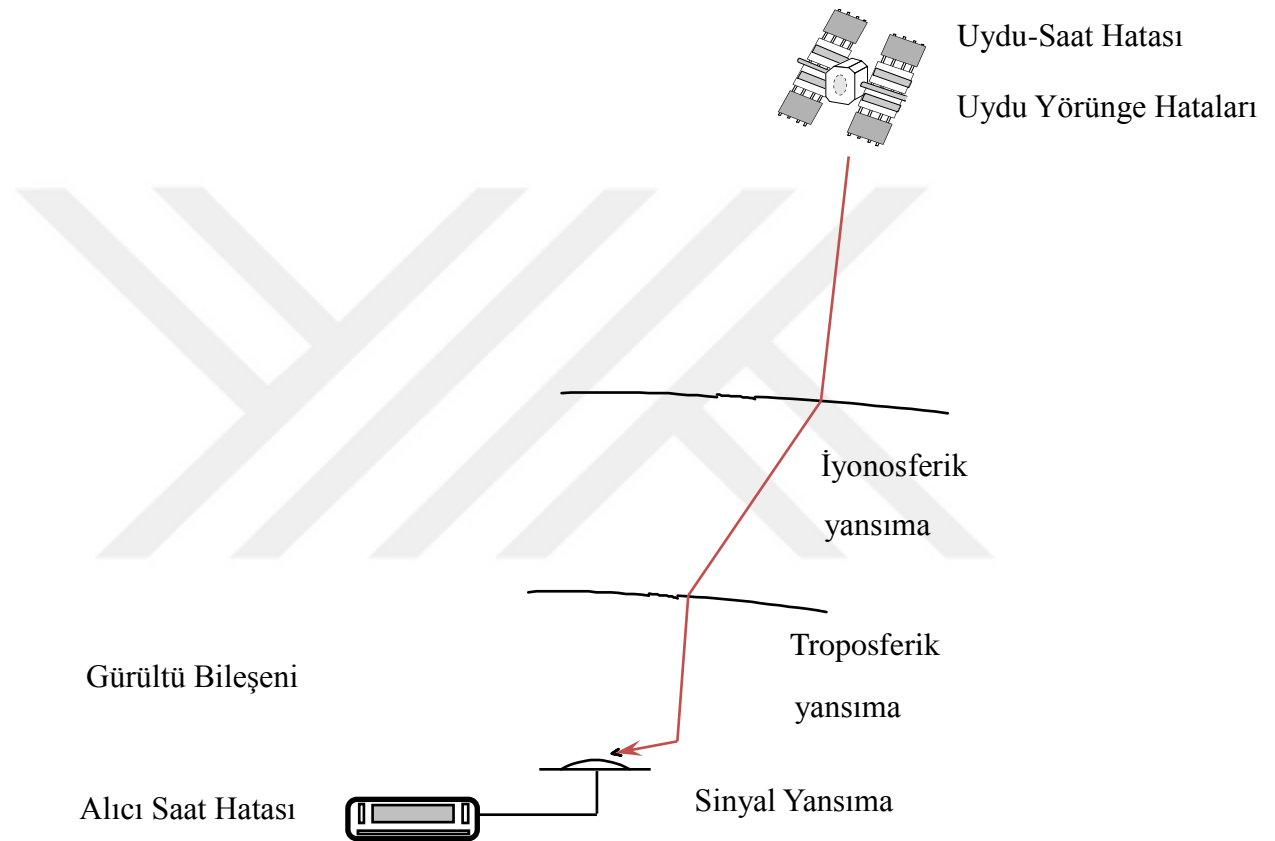 Uydu-Saat Hatası
Uydu Yörünge Hataları
İyonosferik
yansıma
Troposferik
yansıma
Gürültü Bileşeni
Sinyal Yansıma
Alıcı Saat Hatası